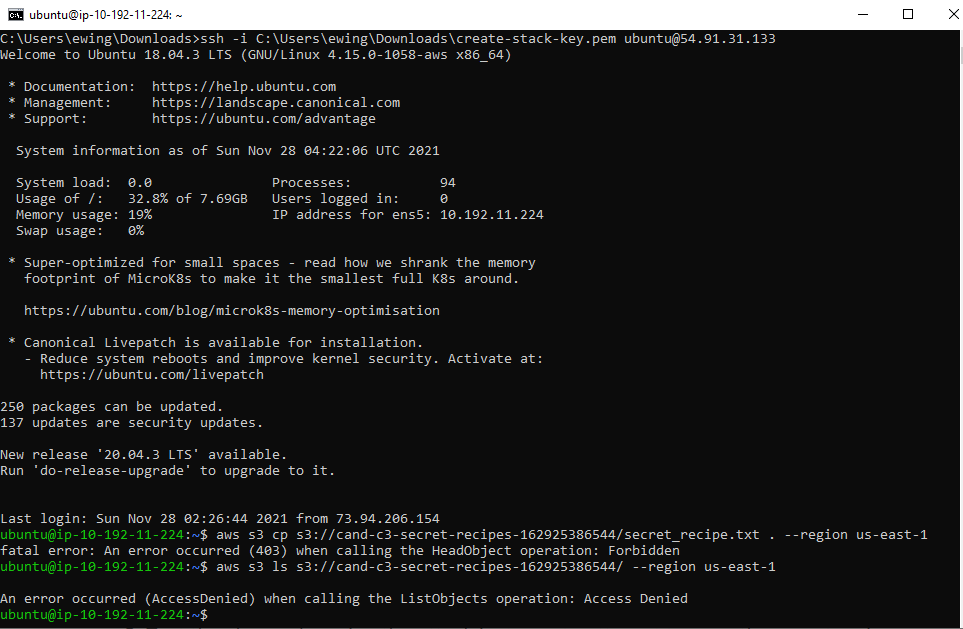 ubuntu@ip-10-192-11-224: ~
C:\Users\ewing\Downloads>ssh -i C:\Users\ewing\Downloads\create-stack-key.pem ubuntu@54.91.31.133
Welcome to Ubuntu 18.04.3 LTS (GNU/Linux 4.15.0-1058-aws x86_64)
* Documentation:  https://help.ubuntu.com
* Management:     https://landscape.canonical.com
* Support:        https://ubuntu.com/advantage
System information as of Sun Nov 28 04:22:06 UTC 2021
System load:  0.0               Processes:           94
Usage of /:   32.8% of 7.69GB   Users logged in:     0
Memory usage: 19%               IP address for ens5: 10.192.11.224
Swap usage:   0%
* Super-optimized for small spaces - read how we shrank the memory
footprint of MicroK8s to make it the smallest full K8s around.
https://ubuntu.com/blog/microk8s-memory-optimisation
* Canonical Livepatch is available for installation.
- Reduce system reboots and improve kernel security. Activate at:
https://ubuntu.com/livepatch
250 packages can be updated.
137 updates are security updates.
New release '20.04.3 LTS' available.
Run 'do-release-upgrade' to upgrade to it.
Last login: Sun Nov 28 02:26:44 2021 from 73.94.206.154
ubuntu@ip-10-192-11-224:~$ aws s3 cp s3://cand-c3-secret-recipes-162925386544/secret_recipe.txt . --region us-east-1
fatal error: An error occurred (403) when calling the HeadObject operation: Forbidden
ubuntu@ip-10-192-11-224:~$ aws s3 ls s3://cand-c3-secret-recipes-162925386544/ --region us-east-1
An error occurred (AccessDenied) when calling the ListObjects operation: Access Denied
ubuntu@ip-10-192-11-224:~$